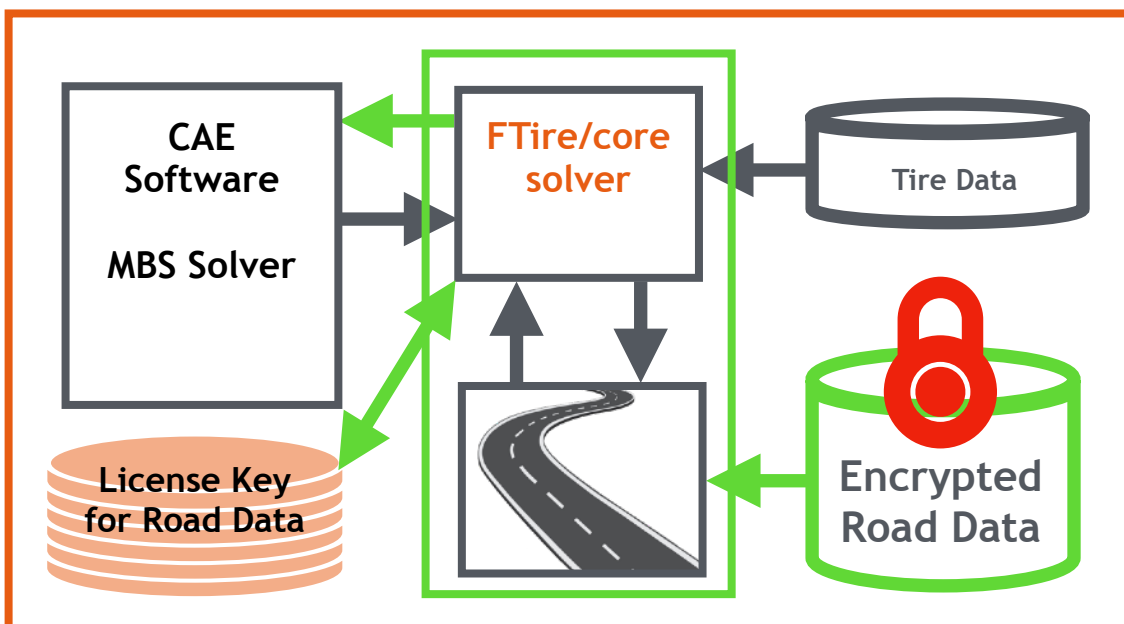 CAE
Software
MBS Solver
FTire/core
solver
Tire Data
License Key
for Road Data
Encrypted
Road Data